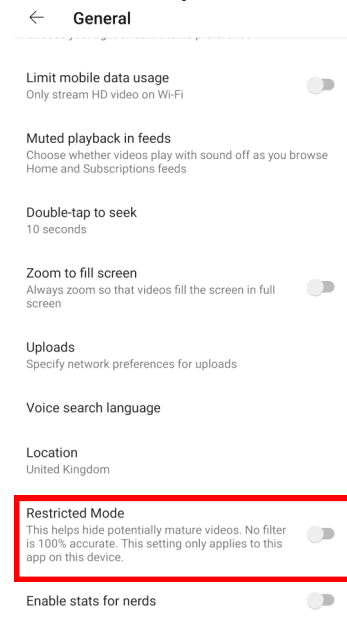 General
Limit mobile data usage
Only stream HD video on Wi-Fi
Muted playback in feeds
Choose whether videos play with sound off as you browse
Home and Subscriptions feeds
Double-tap to seek
10 seconds
Zoom to fill screen
Always zoom so that videos fill the screen in full
screen
Uploads
Specify network preferences for uploads
Voice search language
Location
United Kingdom
Restricted Mode
This helps hide potentially mature videos. No filter
is 100% accurate. This setting only applies to this
app on this device.
Enable stats for nerds